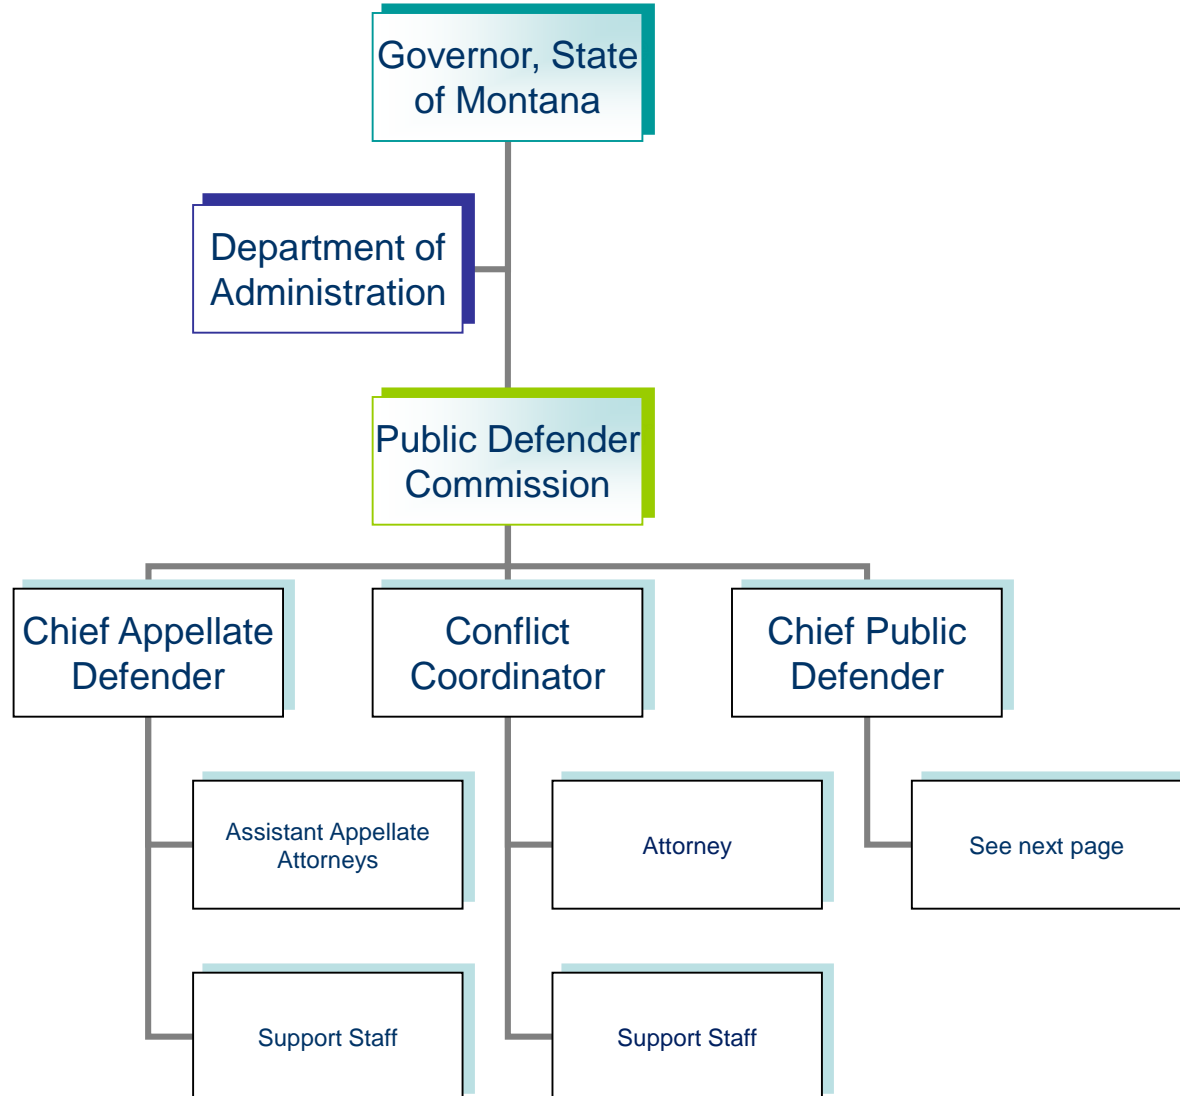 Governor, State
of Montana
Department of
Administration
Public Defender
Commission
Chief Appellate
Defender
Conflict
Coordinator
Chief Public
Defender
Assistant Appellate
Attorneys
Attorney
See next page
Support Staff
Support Staff